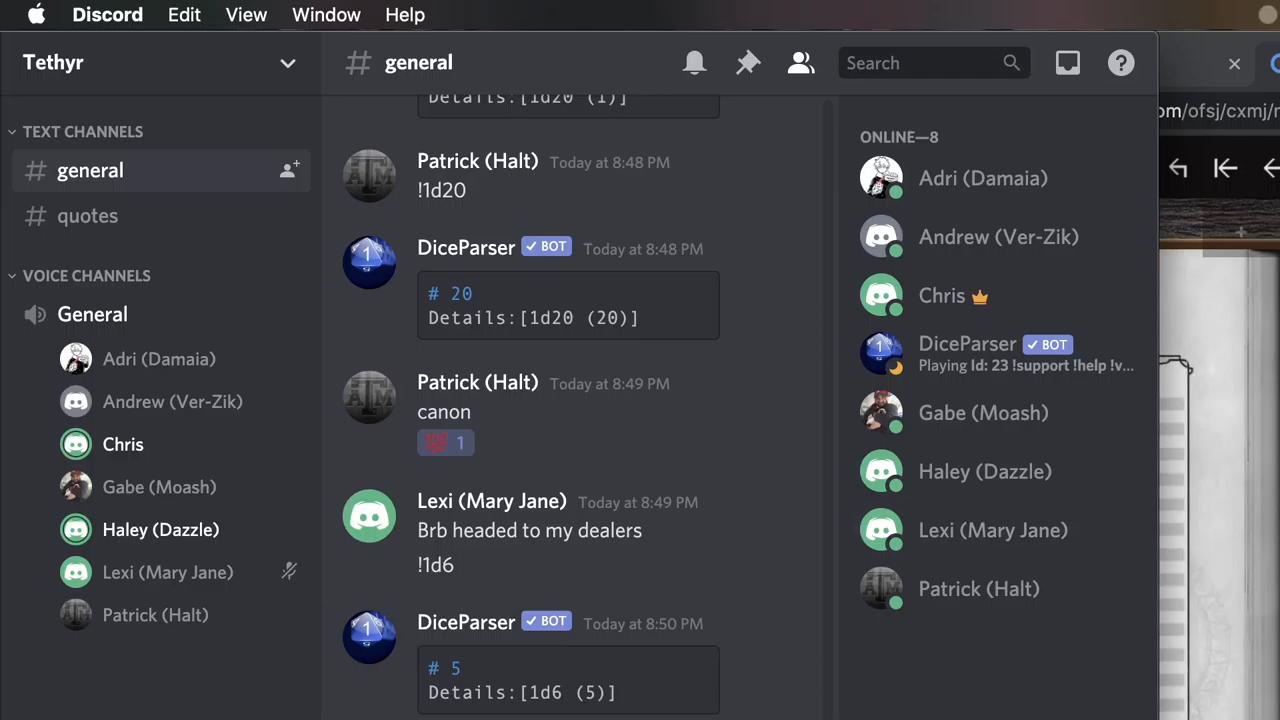 Discord Edit View Window Help
Tethyr
TEXT CHANNELS
# general
# quotes
VOICE CHANNELS
General
Adri (Damaia)
Andrew (Ver-Zik)
Chris
Gabe (Moash)
Haley (Dazzle)
Lexi (Mary Jane)
Patrick (Halt)
# general
Search
Details:[1d20 (1)]
Patrick (Halt) Today at 8:48 PM
!1d20
DiceParser ✓ BOT Today at 8:48 PM
# 20
Details:[1d20 (20)]
Patrick (Halt) Today at 8:49 PM
canon
💯 1
Lexi (Mary Jane) Today at 8:49 PM
Brb headed to my dealers
!1d6
DiceParser ✓ BOT Today at 8:50 PM
# 5
Details:[1d6 (5)]
ONLINE—8
Adri (Damaia)
Andrew (Ver-Zik)
Chris
DiceParser ✓ BOT
Playing Id: 23 !support !help !v...
Gabe (Moash)
Haley (Dazzle)
Lexi (Mary Jane)
Patrick (Halt)
om/ofsj/cxmj/